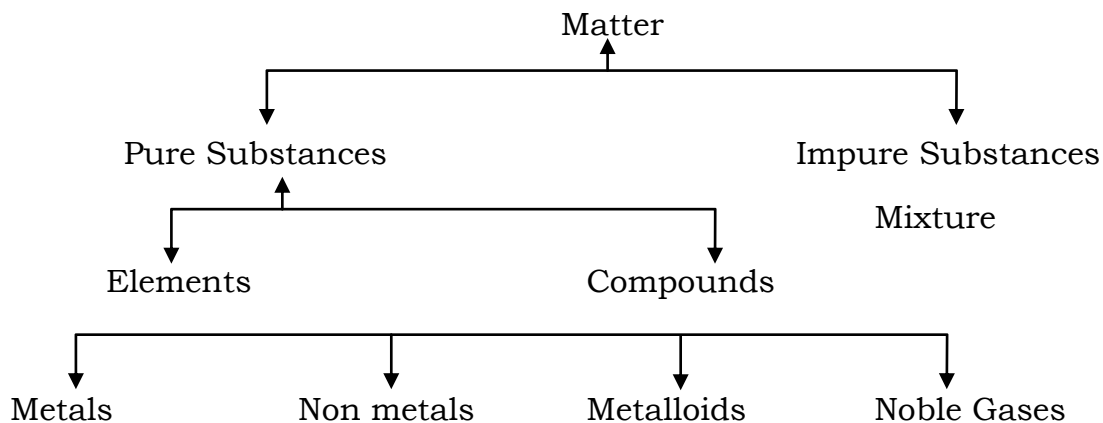 Matter
Pure Substances Impure Substances
Mixture
Elements Compounds
Metals Non metals Metalloids Noble Gases